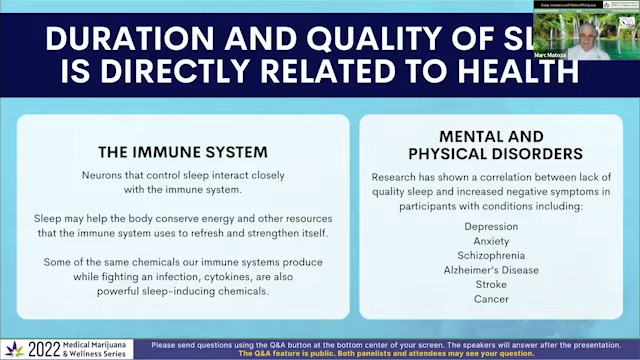 DURATION AND QUALITY OF
IS DIRECTLY RELATED TO HEALTH
Marc Matoza
THE IMMUNE SYSTEM
Neurons that control sleep interact closely
with the immune system.
Sleep may help the body conserve energy and other resources
that the immune system uses to refresh and strengthen itself.
Some of the same chemicals our immune systems produce
while fighting an infection, cytokines, are also
powerful sleep-inducing chemicals.
MENTAL AND
PHYSICAL DISORDERS
Research has shown a correlation between lack of
quality sleep and increased negative symptoms in
participants with conditions including:
Depression
Anxiety
Schizophrenia
Alzheimer's Disease
Stroke
Cancer
2022 Medical Marijuana
& Wellness Series
Please send questions using the Q&A button at the bottom center of your screen. The speakers will answer after the presentation.
The Q&A feature is public. Both panelists and attendees may see your question.